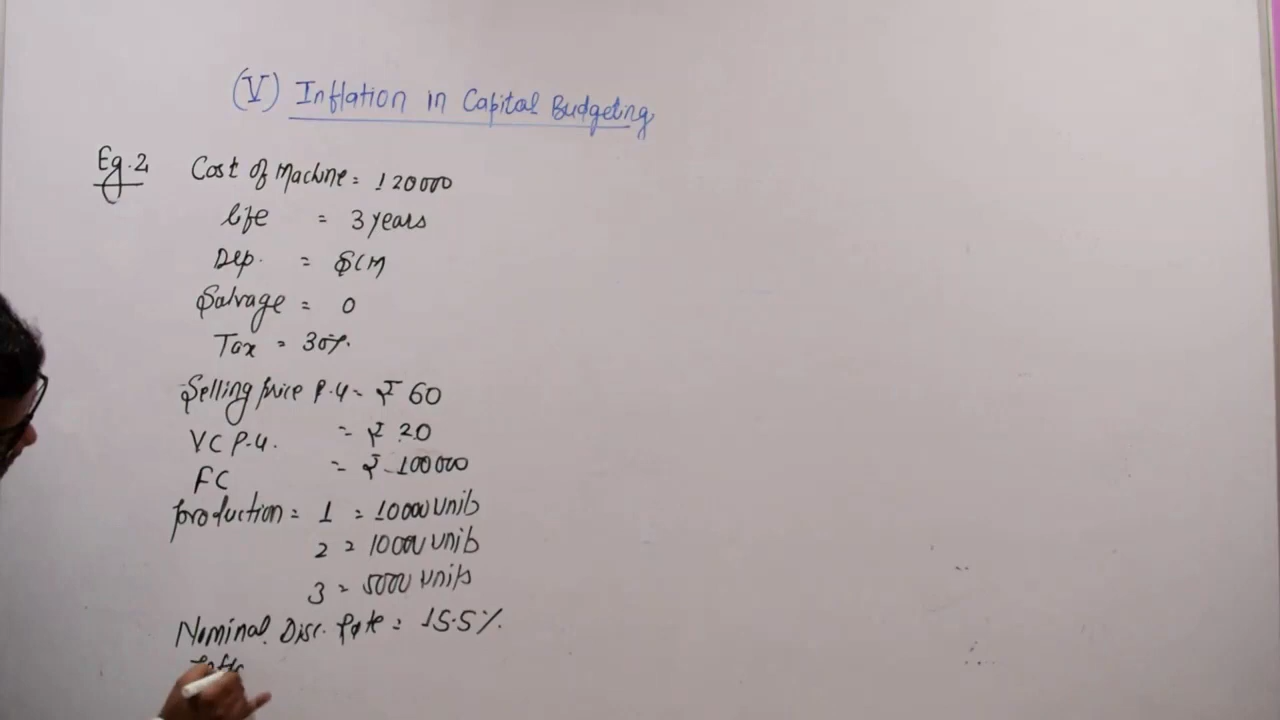 (V) Inflation in Capital Budgeting
Eg.2 Cost of Machine = 120000
life = 3 years
Dep. = SLM
Salvage = 0
Tax = 30%.
Selling price P.u = ₹ 60
VC P.u. = ₹ 20
FC = ₹ 100000
production = 1 = 10000 units
2 = 10000 units
3 = 5000 units
Nominal Disc. Rate = 15.5%.